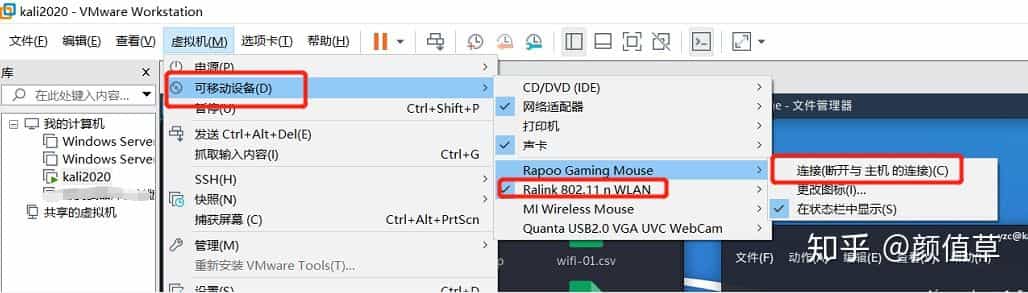 kali2020 - VMware Workstation
文件(F) 编辑(E) 查看(V) 虚拟机(M) 选项卡(T) 帮助(H)
库
在此处键入内容...
我的计算机
Windows Server
Windows Server
kali2020
共享的虚拟机
电源(P)
可移动设备(D)
暂停(U) Ctrl+Shift+P
发送 Ctrl+Alt+Del(E)
抓取输入内容(I) Ctrl+G
SSH(H)
快照(N)
捕获屏幕 (C) Ctrl+Alt+PrtScn
管理(M)
重新安装 VMware Tools(T)...
设置(S)... Ctrl+D
CD/DVD (IDE)
网络适配器
打印机
声卡
Rapoo Gaming Mouse
Ralink 802.11 n WLAN
MI Wireless Mouse
Quanta USB2.0 VGA UVC WebCam
连接(断开与 主机 的连接)(C)
更改图标(I)...
在状态栏中显示(S)
- 文件管理器
wifi-01.csv
yzc@k
文件(F) 动作(A) 编辑(E) 查看(V) 帮助(H)
知乎 @颜值草